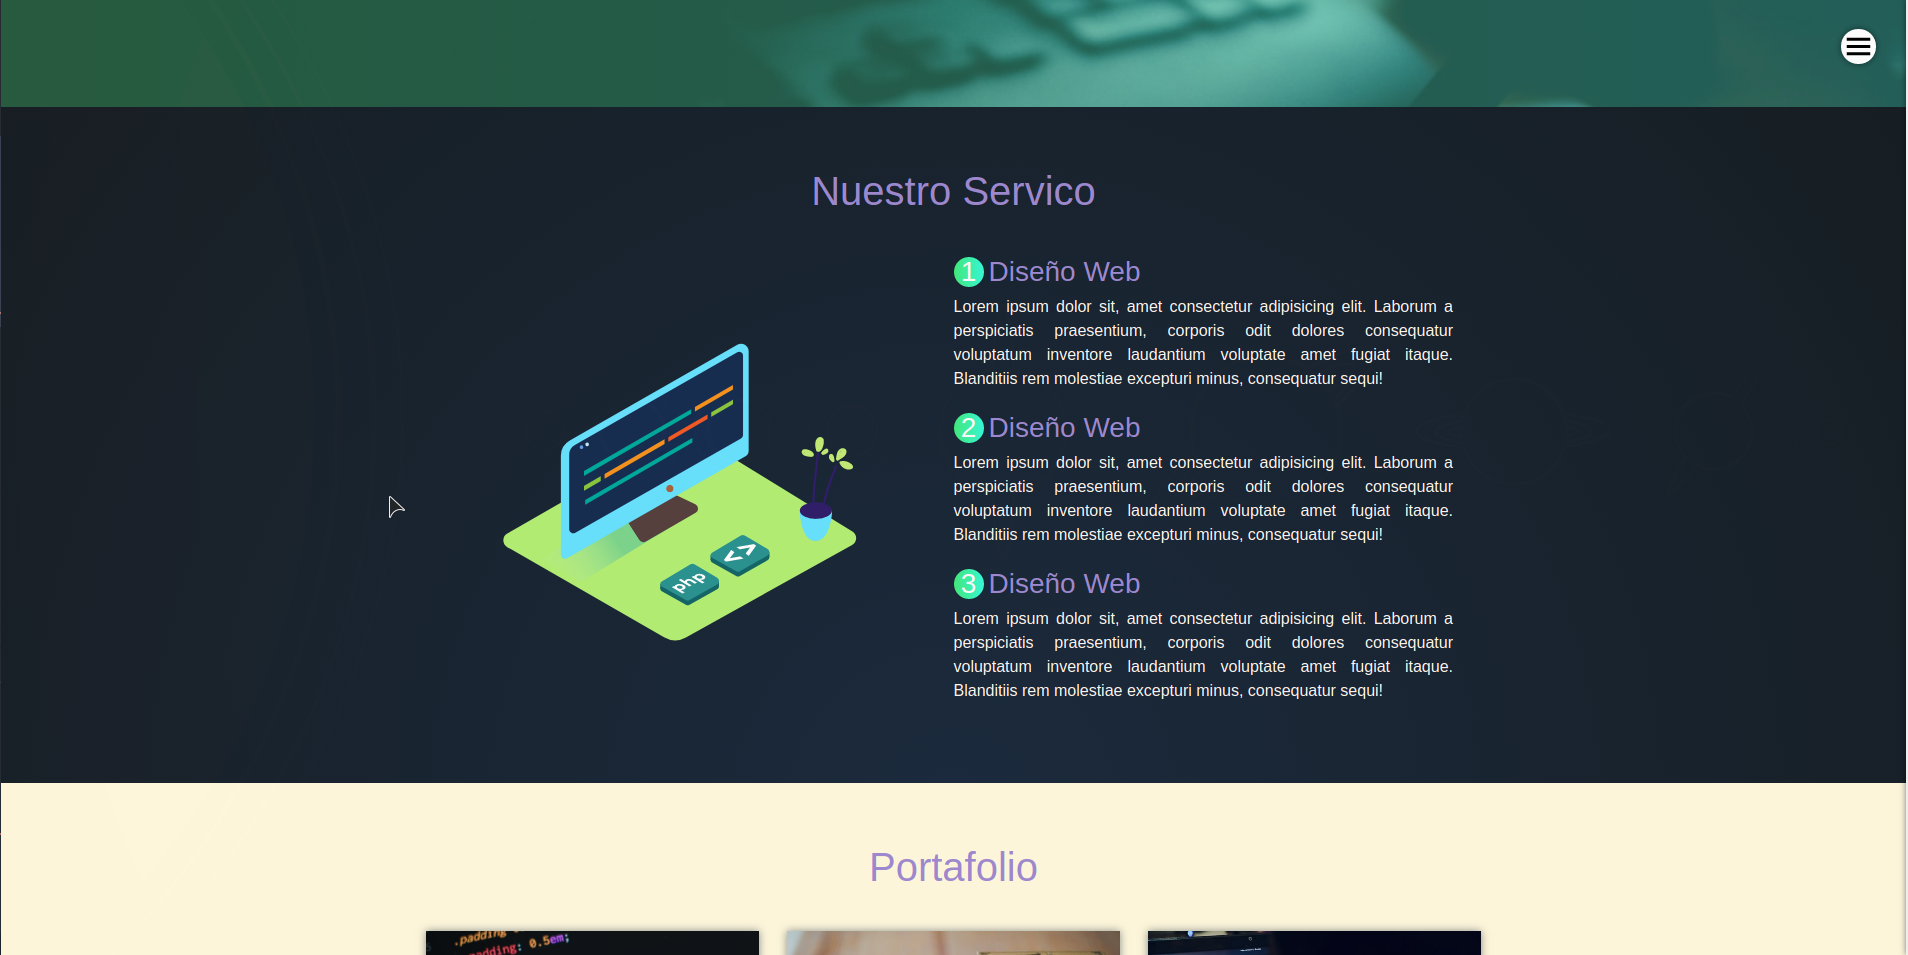 Nuestro Servico
1 Diseño Web
Lorem ipsum dolor sit, amet consectetur adipisicing elit. Laborum a
perspiciatis praesentium, corporis odit dolores consequatur
voluptatum inventore laudantium voluptate amet fugiat itaque.
Blanditiis rem molestiae excepturi minus, consequatur sequi!
2 Diseño Web
Lorem ipsum dolor sit, amet consectetur adipisicing elit. Laborum a
perspiciatis praesentium, corporis odit dolores consequatur
voluptatum inventore laudantium voluptate amet fugiat itaque.
Blanditiis rem molestiae excepturi minus, consequatur sequi!
3 Diseño Web
Lorem ipsum dolor sit, amet consectetur adipisicing elit. Laborum a
perspiciatis praesentium, corporis odit dolores consequatur
voluptatum inventore laudantium voluptate amet fugiat itaque.
Blanditiis rem molestiae excepturi minus, consequatur sequi!
<>
php
Portafolio
.padding
padding: 0.5em;